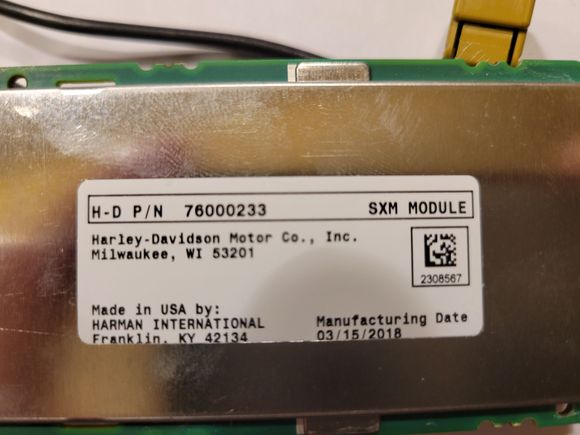 H-D P/N 76000233 SXM MODULE
Harley-Davidson Motor Co., Inc.
Milwaukee, WI 53201
2308567
Made in USA by:
HARMAN INTERNATIONAL
Franklin, KY 42134
Manufacturing Date
03/15/2018